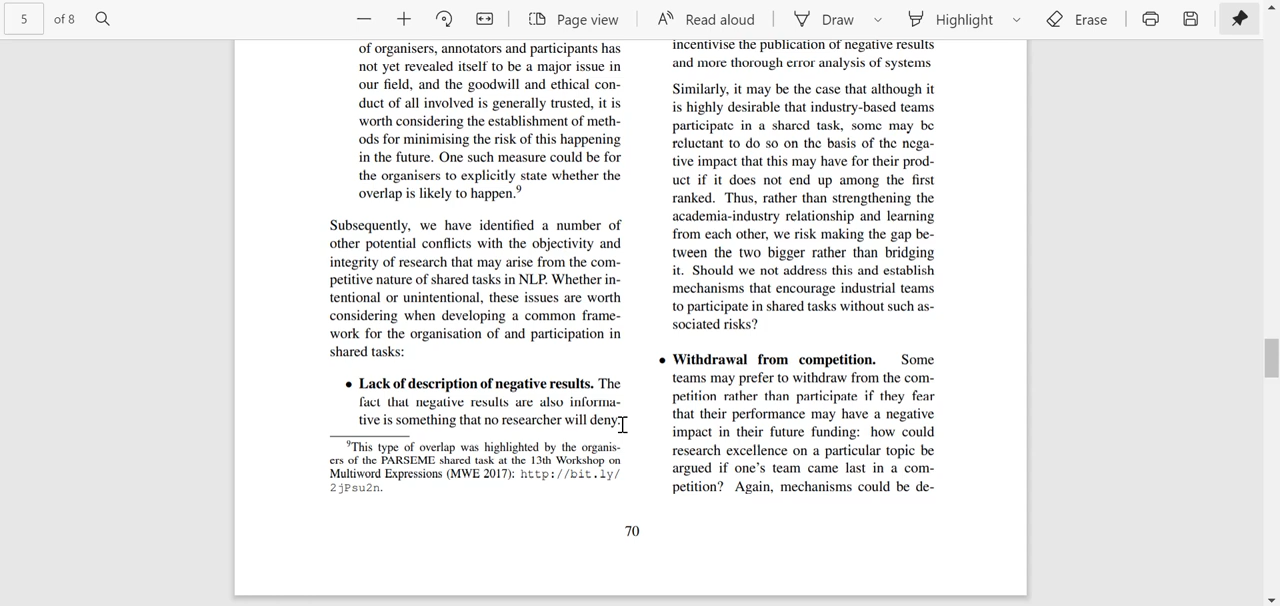 5 of 8 Page view Read aloud Draw Highlight Erase
of organisers, annotators and participants has
not yet revealed itself to be a major issue in
our field, and the goodwill and ethical con-
duct of all involved is generally trusted, it is
worth considering the establishment of meth-
ods for minimising the risk of this happening
in the future. One such measure could be for
the organisers to explicitly state whether the
overlap is likely to happen.9
Subsequently, we have identified a number of
other potential conflicts with the objectivity and
integrity of research that may arise from the com-
petitive nature of shared tasks in NLP. Whether in-
tentional or unintentional, these issues are worth
considering when developing a common frame-
work for the organisation of and participation in
shared tasks:
• Lack of description of negative results. The
fact that negative results are also informa-
tive is something that no researcher will deny.
9This type of overlap was highlighted by the organis-
ers of the PARSEME shared task at the 13th Workshop on
Multiword Expressions (MWE 2017): http://bit.ly/
2jPsu2n.
incentivise the publication of negative results
and more thorough error analysis of systems
Similarly, it may be the case that although it
is highly desirable that industry-based teams
participate in a shared task, some may be
reluctant to do so on the basis of the nega-
tive impact that this may have for their prod-
uct if it does not end up among the first
ranked. Thus, rather than strengthening the
academia-industry relationship and learning
from each other, we risk making the gap be-
tween the two bigger rather than bridging
it. Should we not address this and establish
mechanisms that encourage industrial teams
to participate in shared tasks without such as-
sociated risks?
• Withdrawal from competition. Some
teams may prefer to withdraw from the com-
petition rather than participate if they fear
that their performance may have a negative
impact in their future funding: how could
research excellence on a particular topic be
argued if one's team came last in a com-
petition? Again, mechanisms could be de-
70